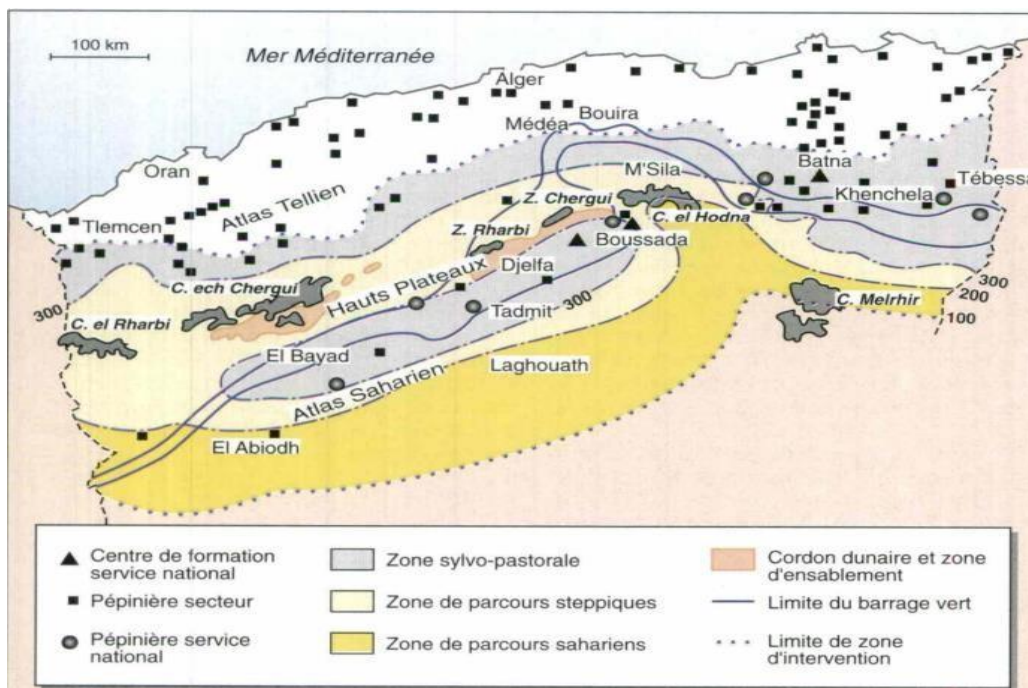 100 km
Mer Méditerranée
Alger
Bouira
Médéa
Oran
Batna
M'Sila
Tébessa
Khenchela
Atlas Tellien
Z. Chergui
Tlemcen
C. el Hodna
Z. Rharbi
Boussada
Djelfa
C. ech Chergui
Hauts Plateaux
300
300
200
100
C. Melrhir
300
Tadmit
C. el Rharbi
El Bayad
Laghouath
Atlas Saharien
El Abiodh
Centre de formation
service national
Pépinière secteur
Pépinière service
national
Zone sylvo-pastorale
Zone de parcours steppiques
Zone de parcours sahariens
Cordon dunaire et zone
d'ensablement
Limite du barrage vert
Limite de zone
d'intervention